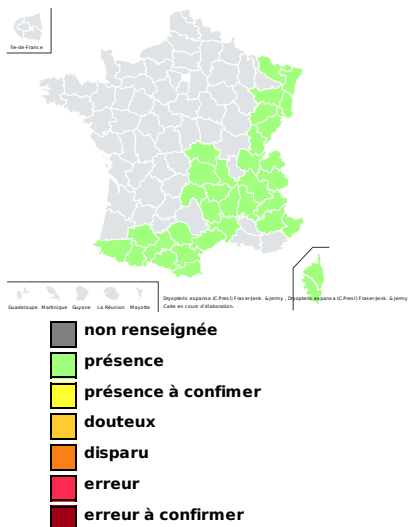 Île-de-France
Guadeloupe Martinique Guyane La Réunion Mayotte
Dryopteris expansa (C.Presl) Fraser-Jenk. & Jermy , Dryopteris expansa (C.Presl) Fraser-Jenk. & Jermy
Carte en cours d'élaboration.
non renseignée
présence
présence à confimer
douteux
disparu
erreur
erreur à confirmer